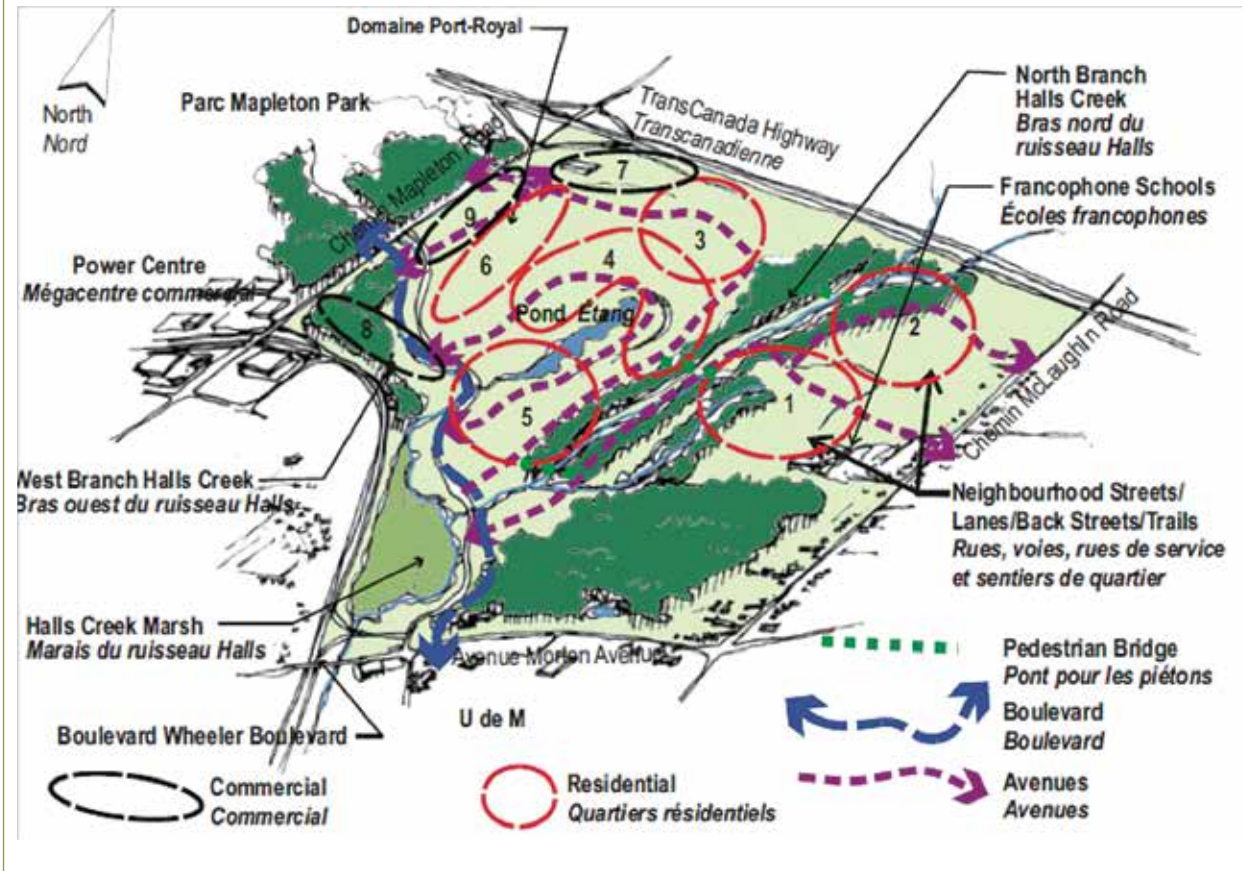 Domaine Port-Royal
North
Nord
Parc Mapleton Park
TransCanada Highway
Transcanadienne
North Branch
Halls Creek
Bras nord du
ruisseau Halls
Chemin Mapleton Road
Francophone Schools
Écoles francophones
7
9
3
6
4
Power Centre
Mégacentre commercial
8
Pond Étang
2
Chemin McLaughlin Road
5
1
West Branch Halls Creek
Bras ouest du ruisseau Halls
Neighbourhood Streets/
Lanes/Back Streets/Trails
Rues, voies, rues de service
et sentiers de quartier
Halls Creek Marsh
Marais du ruisseau Halls
Avenue Morton Avenue
Pedestrian Bridge
Pont pour les piétons
U de M
Boulevard Wheeler Boulevard
Boulevard
Boulevard
Commercial
Commercial
Residential
Quartiers résidentiels
Avenues
Avenues